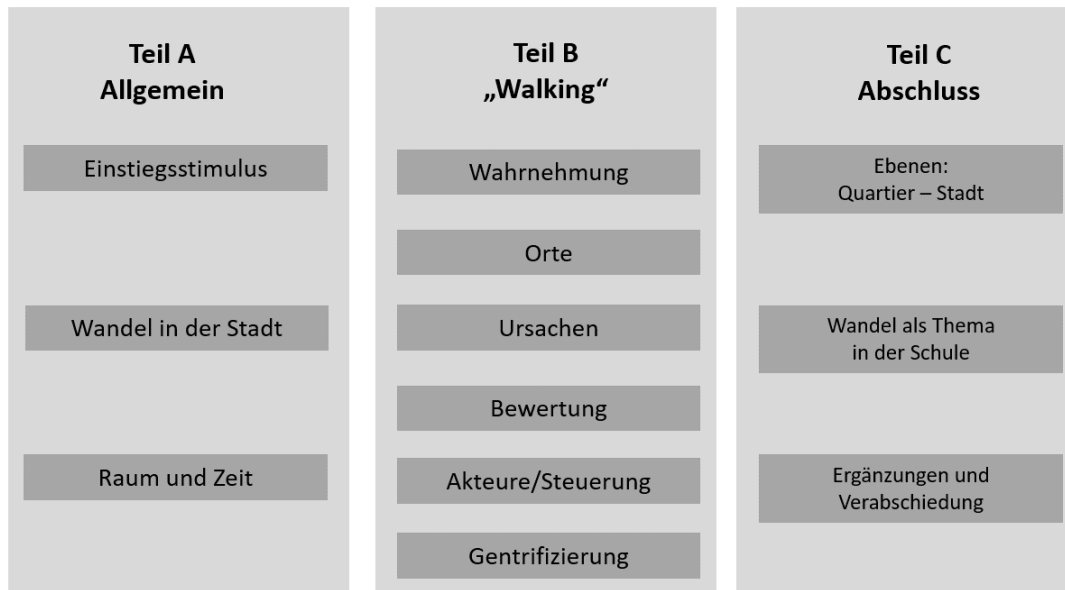 Teil A
Allgemein
Einstiegsstimulus
Wandel in der Stadt
Raum und Zeit
Teil B
„Walking“
Wahrnehmung
Orte
Ursachen
Bewertung
Akteure/Steuerung
Gentrifizierung
Teil C
Abschluss
Ebenen:
Quartier – Stadt
Wandel als Thema
in der Schule
Ergänzungen und
Verabschiedung